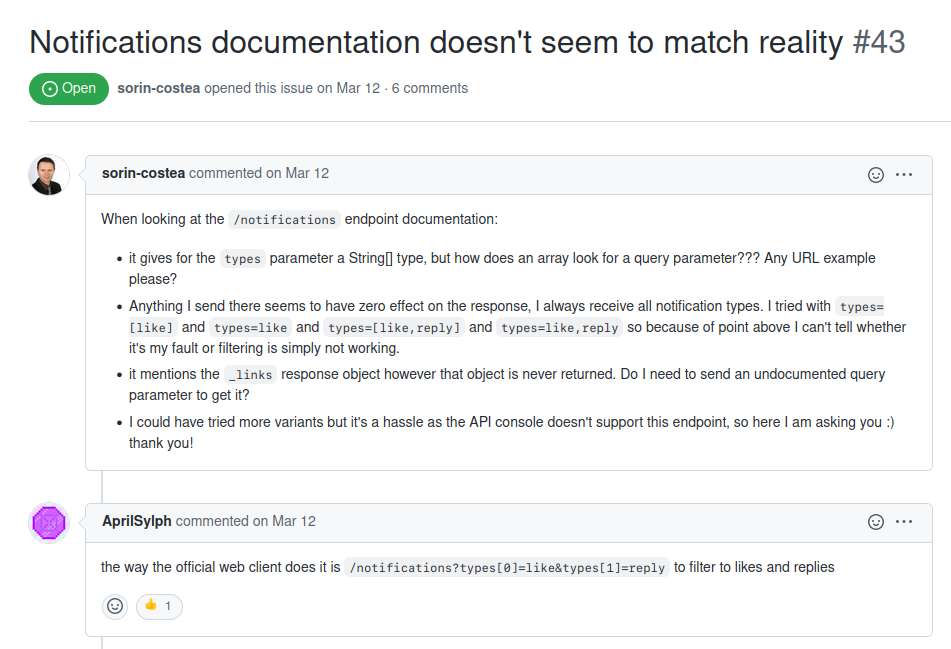 Notifications documentation doesn't seem to match reality #43
Open sorin-costea opened this issue on Mar 12 · 6 comments
sorin-costea commented on Mar 12
When looking at the /notifications endpoint documentation:
• it gives for the types parameter a String[] type, but how does an array look for a query parameter??? Any URL example
please?
• Anything I send there seems to have zero effect on the response, I always receive all notification types. I tried with types=
[like] and types=like and types=[like,reply] and types=like,reply so because of point above I can't tell whether
it's my fault or filtering is simply not working.
• it mentions the _links response object however that object is never returned. Do I need to send an undocumented query
parameter to get it?
• I could have tried more variants but it's a hassle as the API console doesn't support this endpoint, so here I am asking you :)
thank you!
AprilSylph commented on Mar 12
the way the official web client does it is /notifications?types[0]=like&types[1]=reply to filter to likes and replies
👍 1